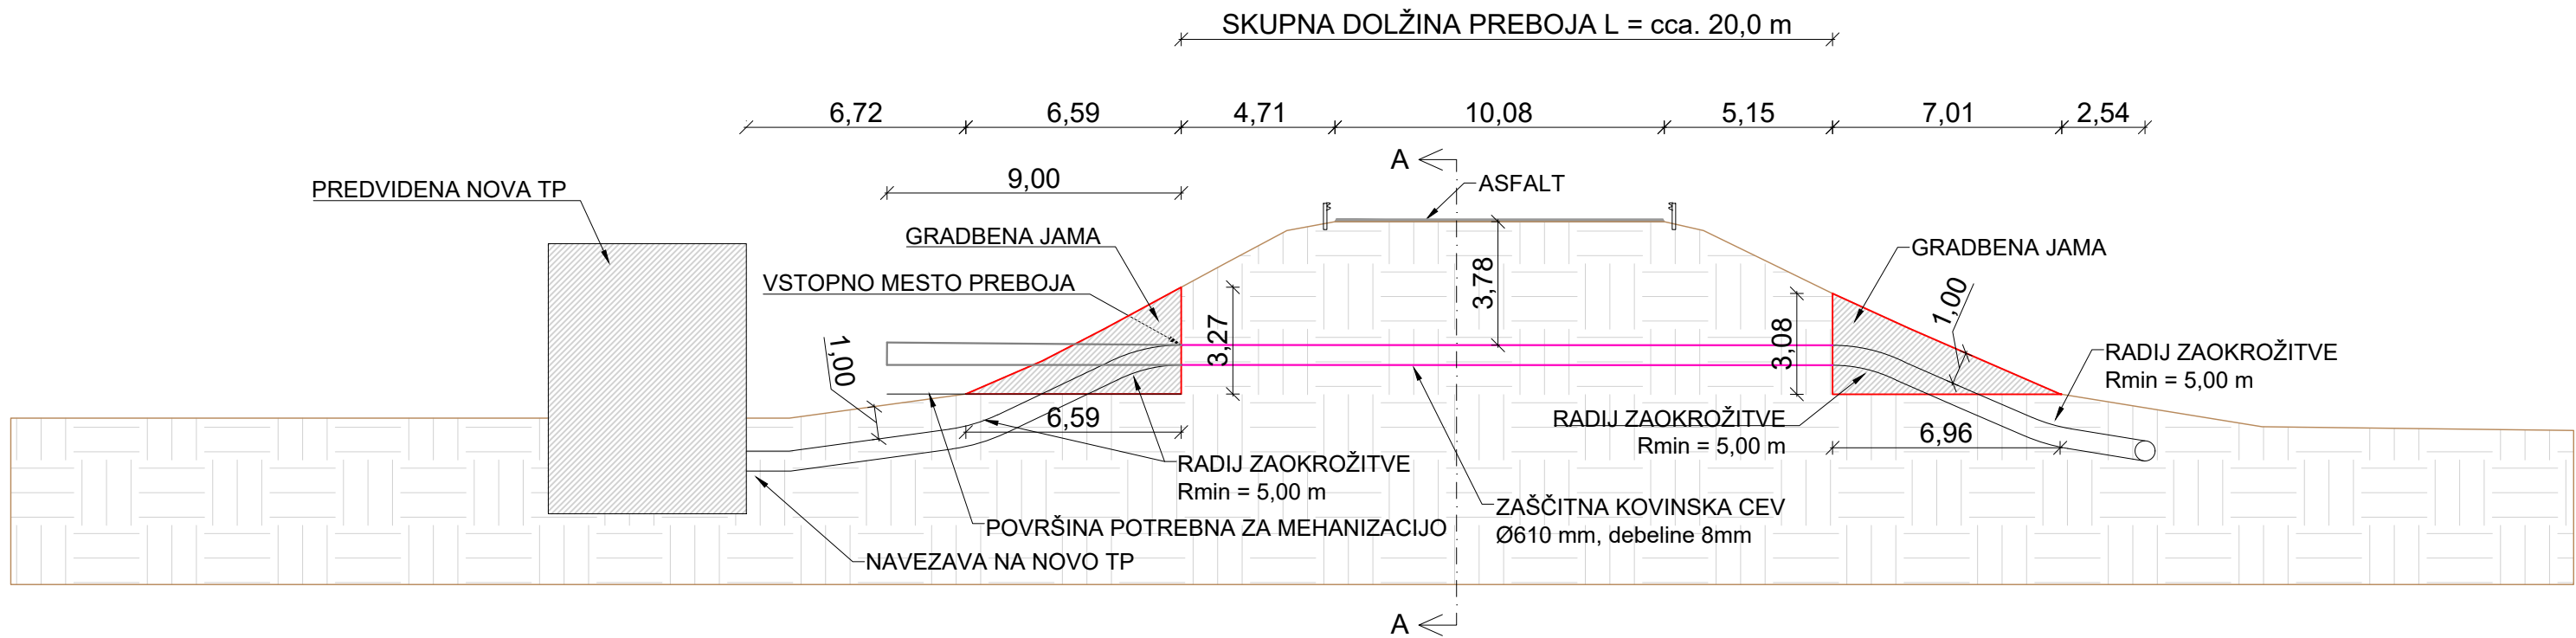 SKUPNA DOLŽINA PREBOJA L = cca. 20,0 m
6,72
6,59
4,71
10,08
5,15
7,01
2,54
A
9,00
ASFALT
PREDVIDENA NOVA TP
GRADBENA JAMA
GRADBENA JAMA
VSTOPNO MESTO PREBOJA
3,78
1,00
3,27
3,08
1,00
RADIJ ZAOKROŽITVE
Rmin = 5,00 m
6,59
RADIJ ZAOKROŽITVE
Rmin = 5,00 m
6,96
RADIJ ZAOKROŽITVE
Rmin = 5,00 m
ZAŠČITNA KOVINSKA CEV
Ø610 mm, debeline 8mm
POVRŠINA POTREBNA ZA MEHANIZACIJO
NAVEZAVA NA NOVO TP
A